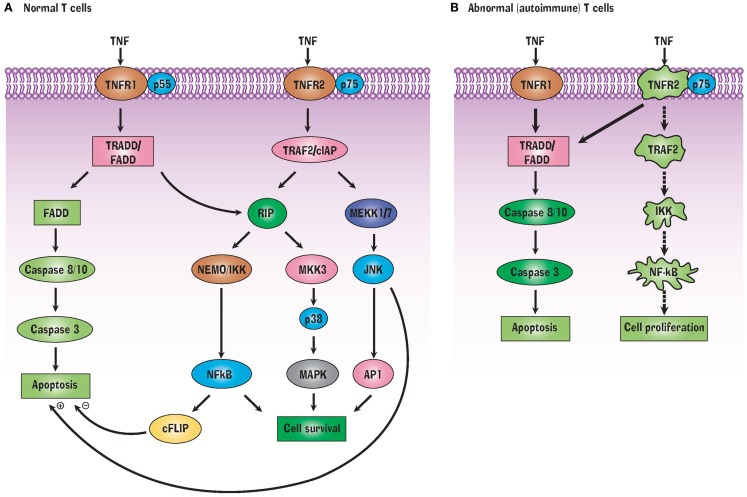 A Normal T cells
B Abnormal (autoimmune) T cells
TNF
TNF
TNFR1
p55
TNFR2
p75
TRADD/
FADD
TRAF2/cIAP
FADD
RIP
MEKK1/7
Caspase 8/10
NEMO/IKK
MKK3
JNK
Caspase 3
p38
Apoptosis
NFkB
MAPK
AP1
⊕
⊖
cFLIP
Cell survival
TNF
TNF
TNFR1
TNFR2
p75
TRADD/
FADD
TRAF2
Caspase 8/10
IKK
Caspase 3
NF-kB
Apoptosis
Cell proliferation